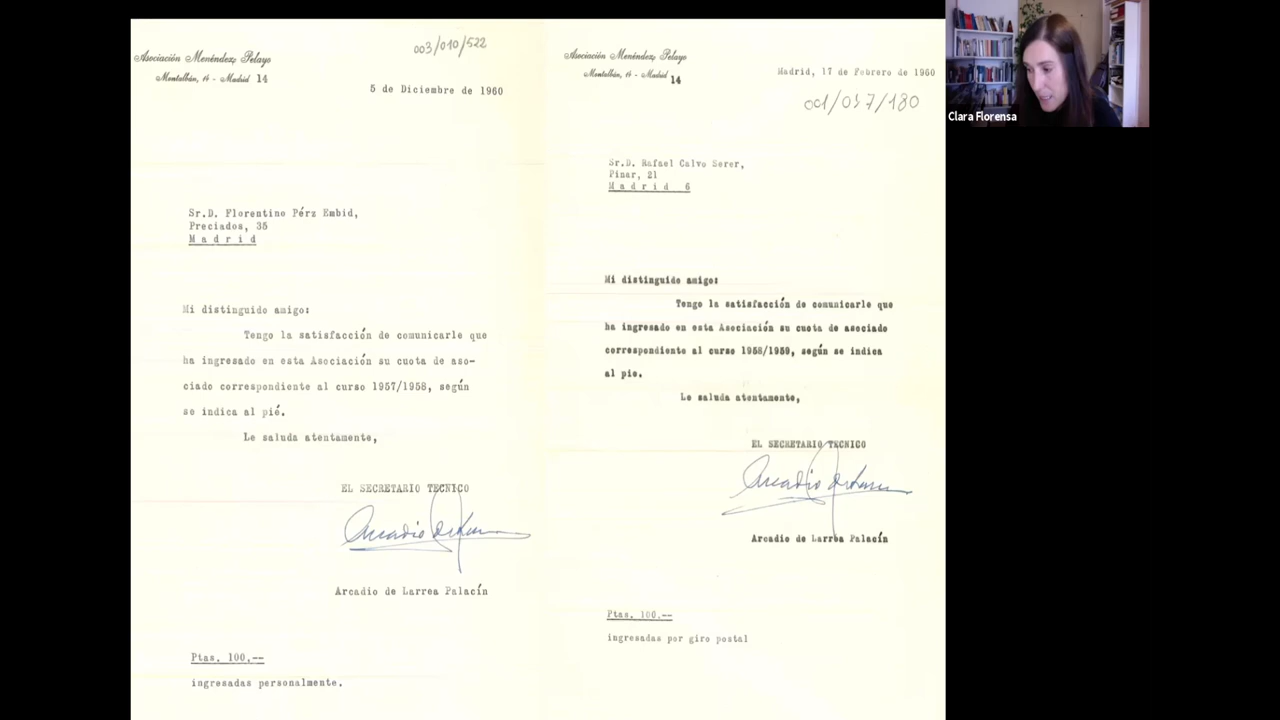 003/010/522
Asociación Menéndez Pelayo
Montalbán, 14 - Madrid 14
5 de Diciembre de 1960
Sr.D. Florentino Pérz Embid,
Preciados, 35
Madrid
Mi distinguido amigo:
Tengo la satisfacción de comunicarle que
ha ingresado en esta Asociación su cuota de aso-
ciado correspondiente al curso 1957/1958, según
se indica al pié.
Le saluda atentamente,
EL SECRETARIO TECNICO
Arcadio de Larrea Palacín
Ptas. 100,--
ingresadas personalmente.
Asociación Menéndez Pelayo
Montalbán, 14 - Madrid 14
Madrid, 17 de Febrero de 1960
001/037/180
Sr.D. Rafael Calvo Serer,
Pinar, 21
Madrid 6
Mi distinguido amigo:
Tengo la satisfacción de comunicarle que
ha ingresado en esta Asociación su cuota de asociado
correspondiente al curso 1958/1959, según se indica
al pie.
Le saluda atentamente,
EL SECRETARIO TECNICO
Arcadio de Larrea Palacín
Ptas. 100,--
ingresadas por giro postal
Clara Florensa